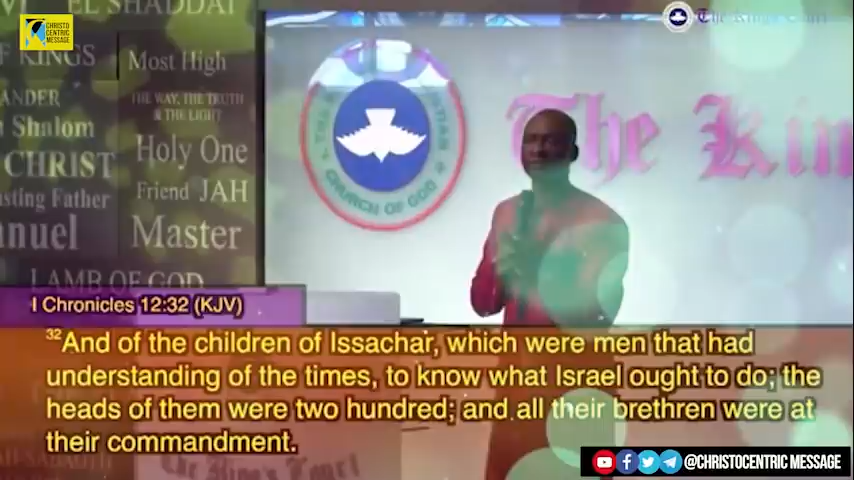 EL SHADDAI
CHRISTO
CENTRIC
MESSAGE
The King's Court
F KINGS
Most High
ANDER
THE WAY, THE TRUTH
& THE LIGHT
Shalom
Holy One
CHRIST
Friend JAH
asting Father
nuel
Master
LAMB OF GOD
CHURCH OF GOD
The Kin
I Chronicles 12:32 (KJV)
32And of the children of Issachar, which were men that had
understanding of the times, to know what Israel ought to do; the
heads of them were two hundred; and all their brethren were at
their commandment.
The King's Court
@CHRISTOCENTRIC MESSAGE